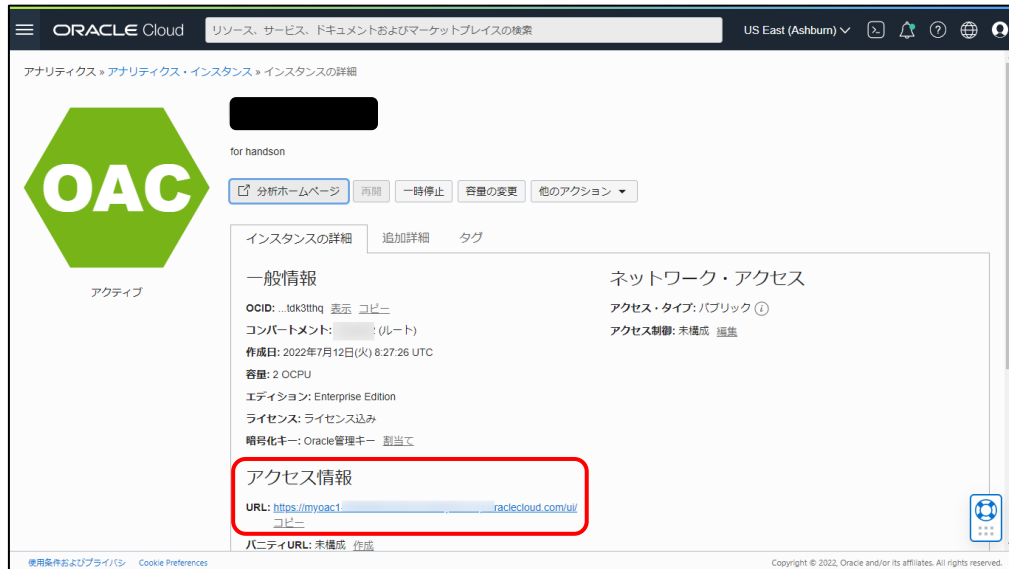 ORACLE Cloud
リソース、サービス、ドキュメントおよびマーケットプレイスの検索
US East (Ashburn)
アナリティクス » アナリティクス・インスタンス » インスタンスの詳細
OAC
アクティブ
for handson
分析ホームページ
再開
一時停止
容量の変更
他のアクション
インスタンスの詳細
追加詳細
タグ
一般情報
OCID: ...tdk3tthq 表示 コピー
コンパートメント: (ルート)
作成日: 2022年7月12日(火) 8:27:26 UTC
容量: 2 OCPU
エディション: Enterprise Edition
ライセンス: ライセンス込み
暗号化キー: Oracle管理キー 割当て
ネットワーク・アクセス
アクセス・タイプ: パブリック
アクセス制御: 未構成 編集
アクセス情報
URL: https://myoac1- raclecloud.com/ui/
コピー
バニティURL: 未構成 作成
使用条件およびプライバシ Cookie Preferences
Copyright © 2022, Oracle and/or its affiliates. All rights reserved.